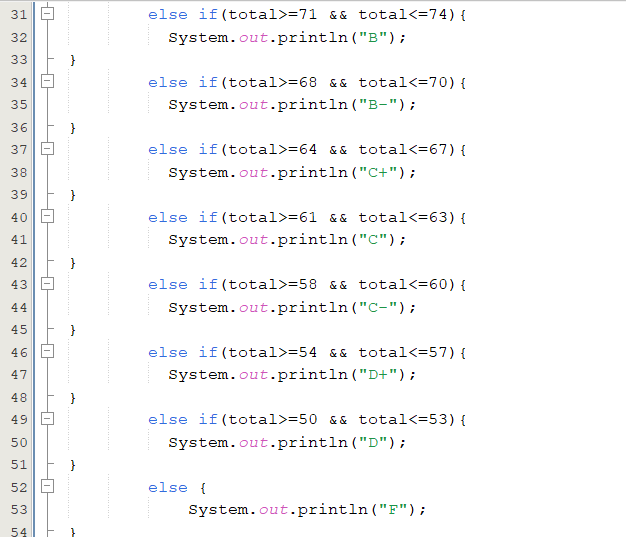 31 else if(total>=71 && total<=74){
32 System.out.println("B");
33 }
34 else if(total>=68 && total<=70){
35 System.out.println("B-");
36 }
37 else if(total>=64 && total<=67){
38 System.out.println("C+");
39 }
40 else if(total>=61 && total<=63){
41 System.out.println("C");
42 }
43 else if(total>=58 && total<=60){
44 System.out.println("C-");
45 }
46 else if(total>=54 && total<=57){
47 System.out.println("D+");
48 }
49 else if(total>=50 && total<=53){
50 System.out.println("D");
51 }
52 else {
53 System.out.println("F");
54 }